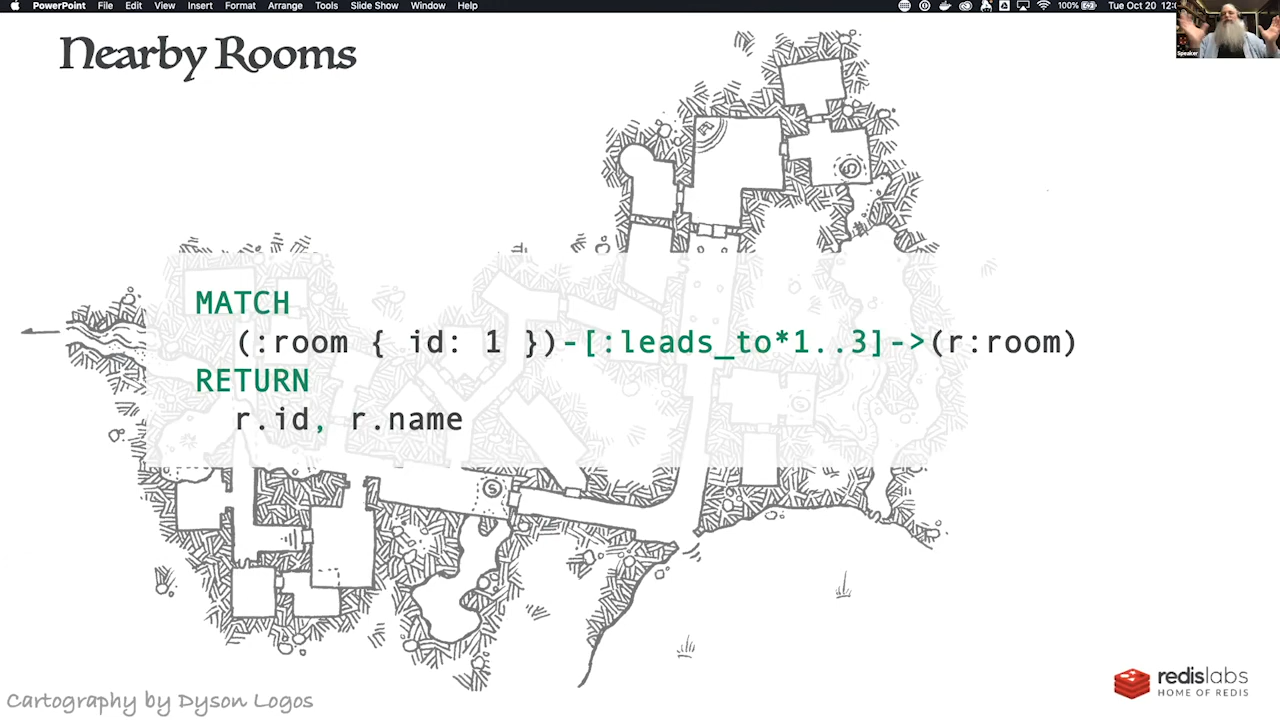 PowerPoint File Edit View Insert Format Arrange Tools Slide Show Window Help 100% Tue Oct 20
Speaker
Nearby Rooms
MATCH
(:room { id: 1 })-[:leads_to*1..3]->(r:room)
RETURN
r.id, r.name
redislabs
HOME OF REDIS
Cartography by Dyson Logos